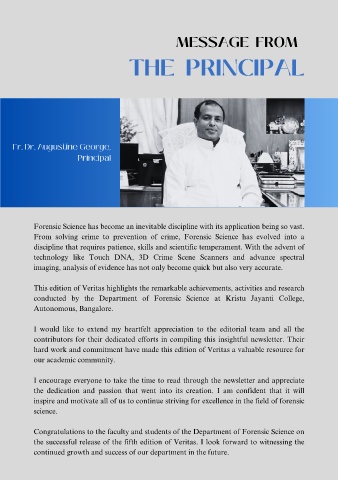 MESSAGE FROM
THE PRINCIPAL
Fr. Dr. Augustine George,
Principal
Forensic Science has become an inevitable discipline with its application being so vast.
From solving crime to prevention of crime, Forensic Science has evolved into a
discipline that requires patience, skills and scientific temperament. With the advent of
technology like Touch DNA, 3D Crime Scene Scanners and advance spectral
imaging, analysis of evidence has not only become quick but also very accurate.
This edition of Veritas highlights the remarkable achievements, activities and research
conducted by the Department of Forensic Science at Kristu Jayanti College,
Autonomous, Bangalore.
I would like to extend my heartfelt appreciation to the editorial team and all the
contributors for their dedicated efforts in compiling this insightful newsletter. Their
hard work and commitment have made this edition of Veritas a valuable resource for
our academic community.
I encourage everyone to take the time to read through the newsletter and appreciate
the dedication and passion that went into its creation. I am confident that it will
inspire and motivate all of us to continue striving for excellence in the field of forensic
science.
Congratulations to the faculty and students of the Department of Forensic Science on
the successful release of the fifth edition of Veritas. I look forward to witnessing the
continued growth and success of our department in the future.